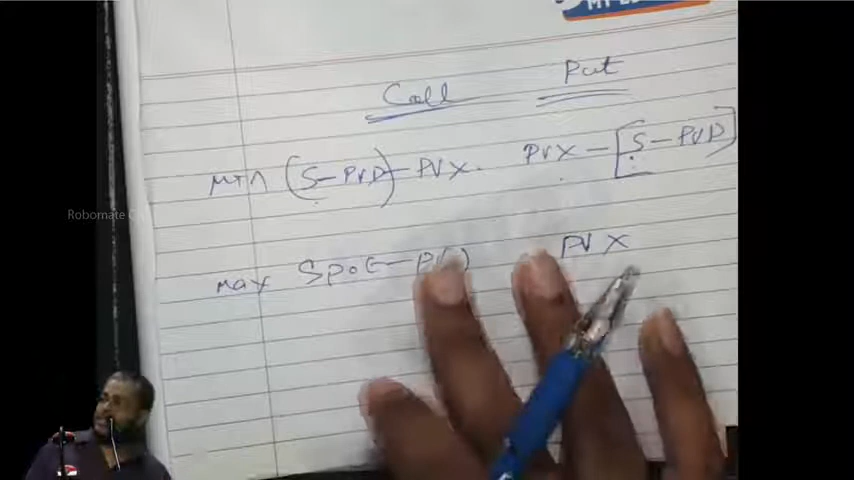 Call Put
Min (S - PVD) - PVX. PVX - [S - PVD]
Max Spot - PVX
Robomate